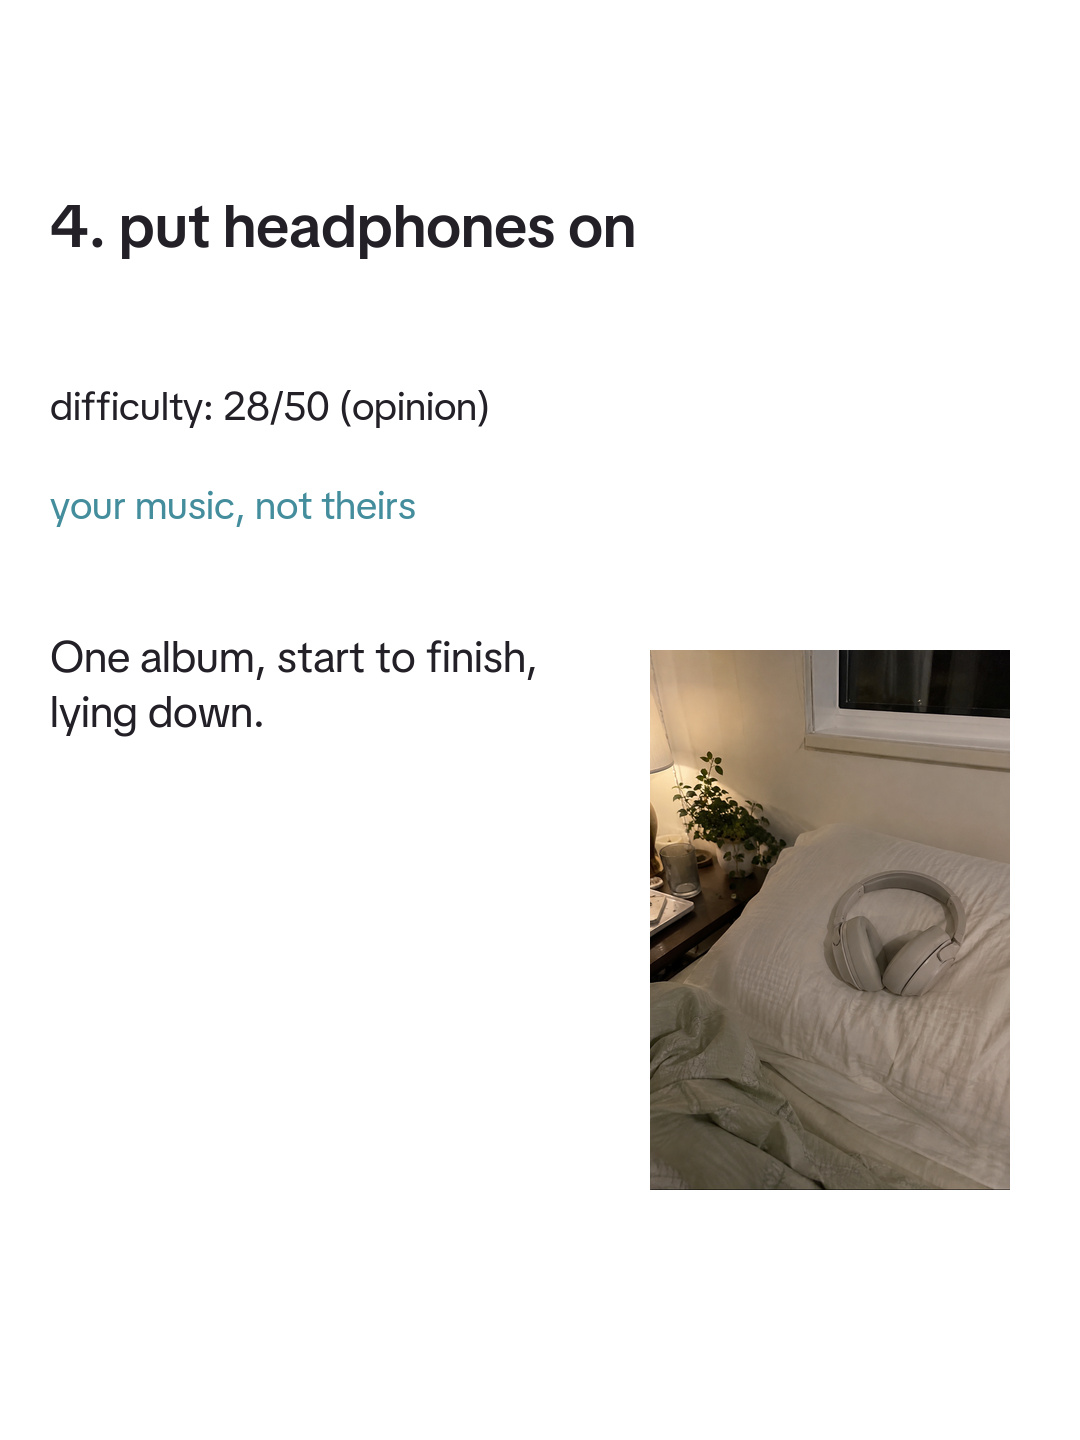 4. put headphones on
difficulty: 28/50 (opinion)
your music, not theirs
One album, start to finish,
lying down.